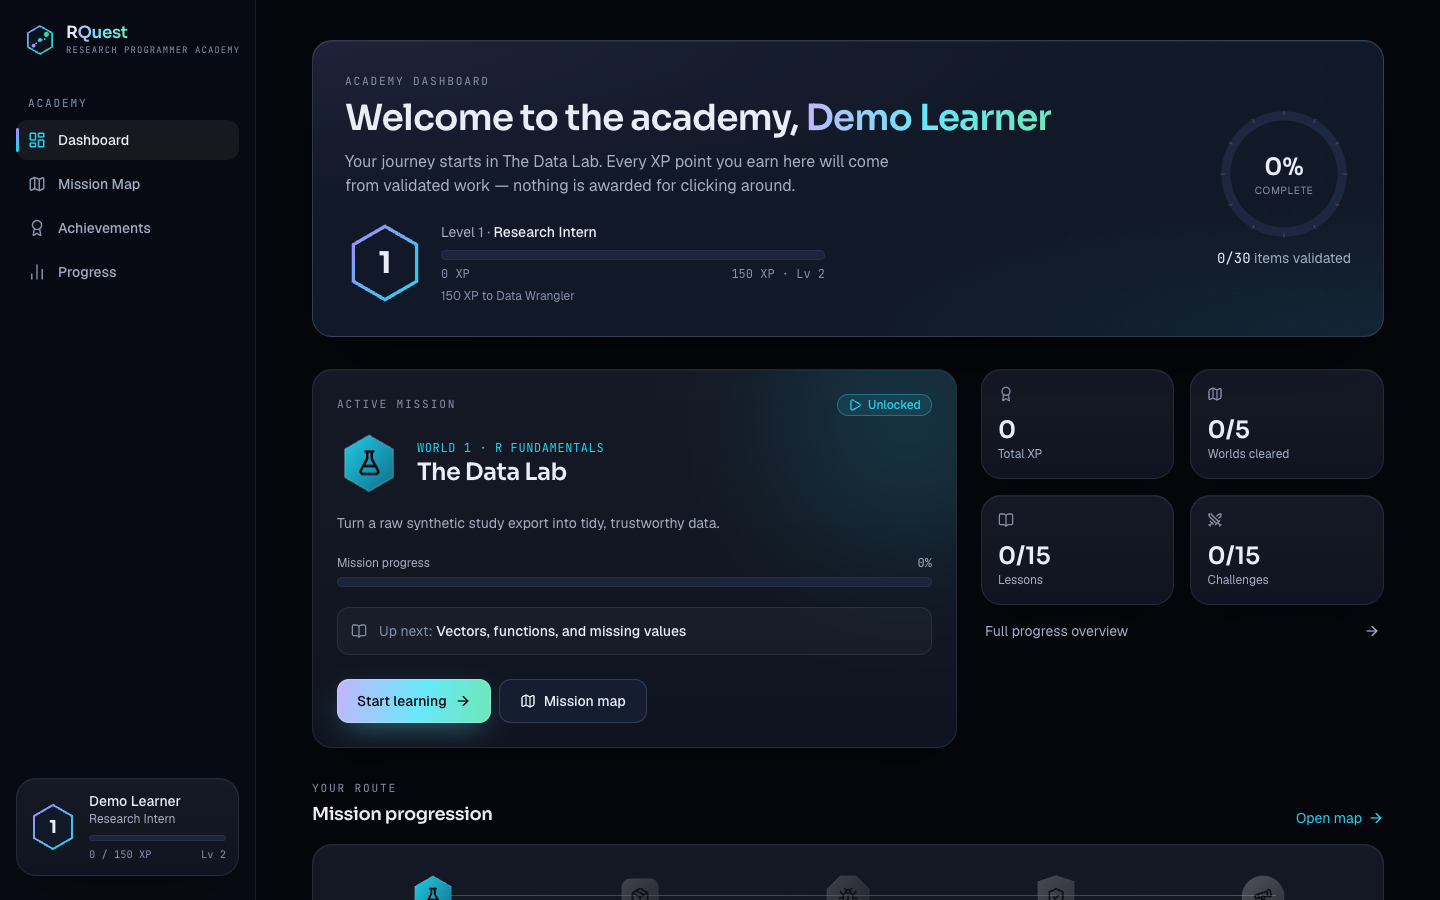 RQuest
RESEARCH PROGRAMMER ACADEMY
ACADEMY
Dashboard
Mission Map
Achievements
Progress
Demo Learner
Research Intern
1
0 / 150 XP
Lv 2
ACADEMY DASHBOARD
Welcome to the academy, Demo Learner
Your journey starts in The Data Lab. Every XP point you earn here will come
from validated work — nothing is awarded for clicking around.
1
Level 1 · Research Intern
0 XP
150 XP · Lv 2
150 XP to Data Wrangler
0%
COMPLETE
0/30 items validated
ACTIVE MISSION
Unlocked
WORLD 1 · R FUNDAMENTALS
The Data Lab
Turn a raw synthetic study export into tidy, trustworthy data.
Mission progress
0%
Up next: Vectors, functions, and missing values
Start learning
Mission map
0
Total XP
0/5
Worlds cleared
0/15
Lessons
0/15
Challenges
Full progress overview
YOUR ROUTE
Mission progression
Open map